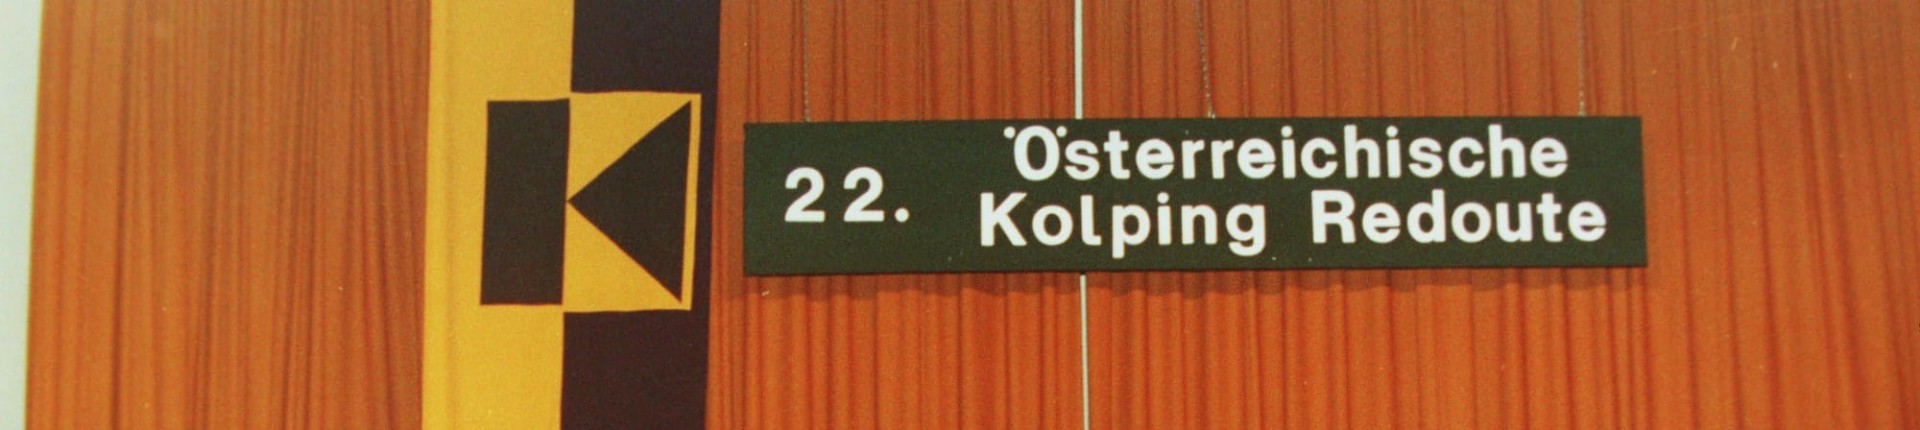 22. Österreichische
Kolping Redoute